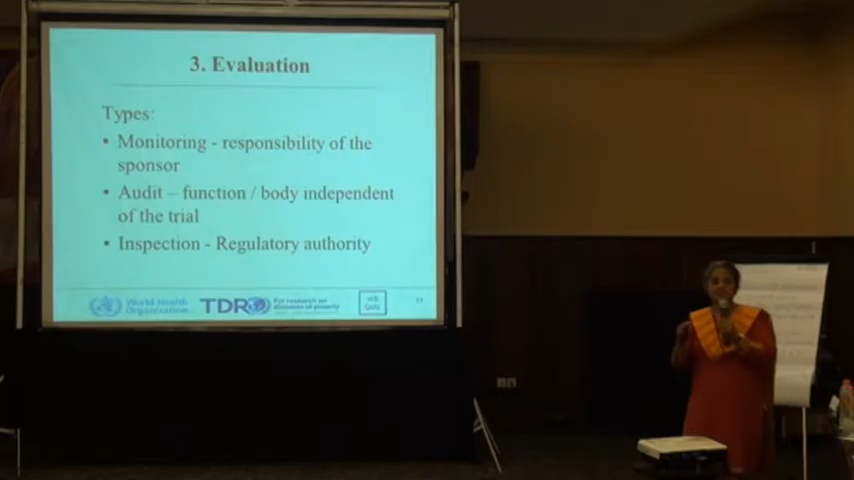 3. Evaluation
Types:
• Monitoring - responsibility of the
sponsor
• Audit – function / body independent
of the trial
• Inspection - Regulatory authority
World Health
Organization
TDR
For research on
diseases of poverty